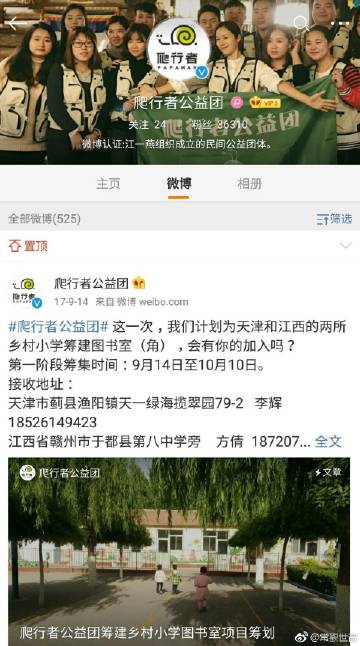 爬行者
PAPAMAN
爬行者公益团
爬行者公益团 VIP 6
关注 24 粉丝 36310
微博认证:江一燕组织成立的民间公益团体。
主页 微博 相册
全部微博(525) 筛选
置顶
爬行者公益团
17-9-14 来自 微博 weibo.com
#爬行者公益团# 这一次，我们计划为天津和江西的两所
乡村小学筹建图书室（角），会有你的加入吗？
第一阶段筹集时间：9月14日至10月10日。
接收地址：
天津市蓟县渔阳镇天一绿海揽翠园79-2 李辉
18526149423
江西省赣州市于都县第八中学旁 方倩 187207... 全文
爬行者公益团 文章
爬行者公益团筹建乡村小学图书室项目筹划